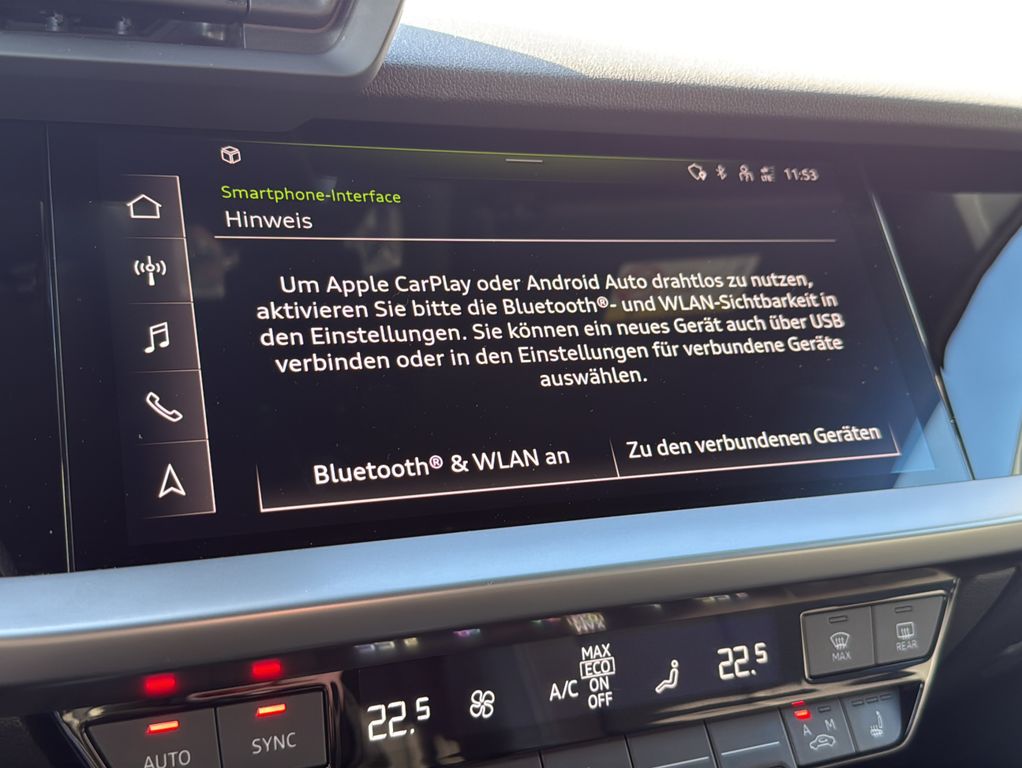 11:53
Smartphone-Interface
Hinweis
Um Apple CarPlay oder Android Auto drahtlos zu nutzen,
aktivieren Sie bitte die Bluetooth®- und WLAN-Sichtbarkeit in
den Einstellungen. Sie können ein neues Gerät auch über USB
verbinden oder in den Einstellungen für verbundene Geräte
auswählen.
Bluetooth® & WLAN an
Zu den verbundenen Geräten
MAX
REAR
22.5
A/C
MAX
ECO
ON
OFF
22.5
AUTO
SYNC
A
M